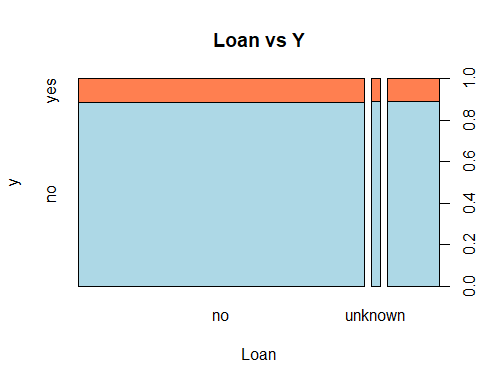 Loan vs Y
yes
no
y
1.0
0.8
0.6
0.4
0.2
0.0
no
unknown
Loan